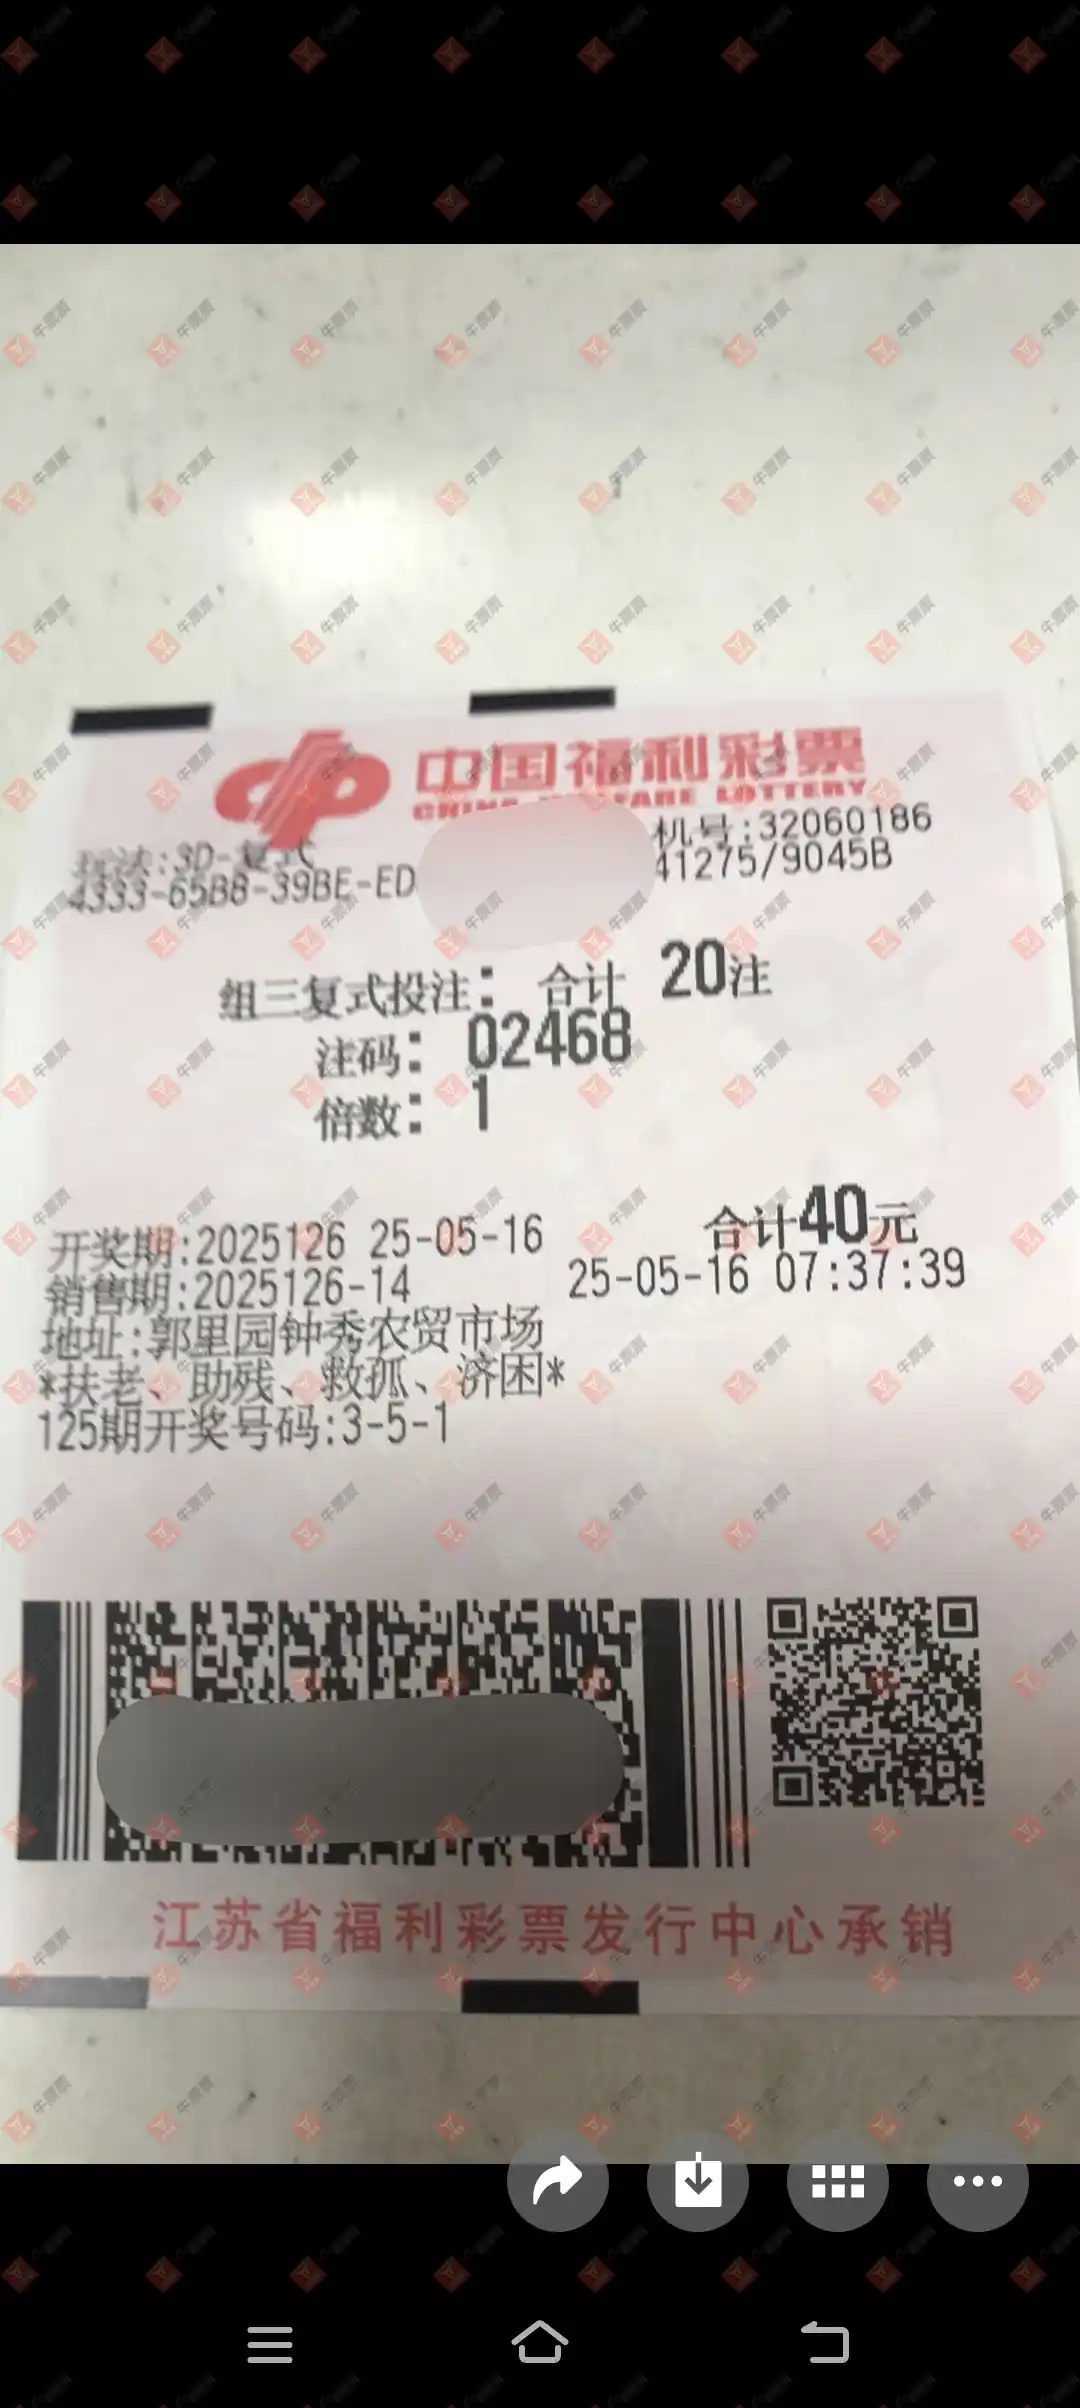 中国福利彩票
CHINA WELFARE LOTTERY
玩法:3D-复式
机号:32060186
4333-65B8-39BE-ED
41275/9045B
组三复式投注: 合计 20注
注码: 02468
倍数: 1
合计40元
开奖期:2025126 25-05-16
销售期:2025126-14
25-05-16 07:37:39
地址:郭里园钟秀农贸市场
*扶老、助残、救孤、济困*
125期开奖号码:3-5-1
江苏省福利彩票发行中心承销
牛票票